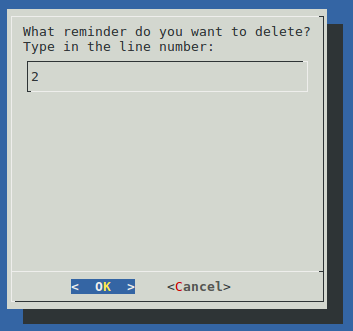 What reminder do you want to delete?
Type in the line number:
2
<  OK  >    <Cancel>